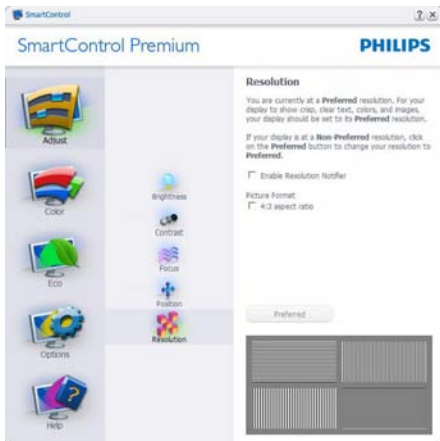 SmartControl
SmartControl Premium
PHILIPS
Adjust
Color
Eco
Options
Help
Brightness
Contrast
Focus
Position
Resolution
Resolution
You are currently at a Preferred resolution. For your
display to show crisp, clear text, colors, and images,
your display should be set to its Preferred resolution.
If your display is at a Non-Preferred resolution, click
on the Preferred button to change your resolution to
Preferred.
Enable Resolution Notifier
Picture Format
4:3 aspect ratio
Preferred